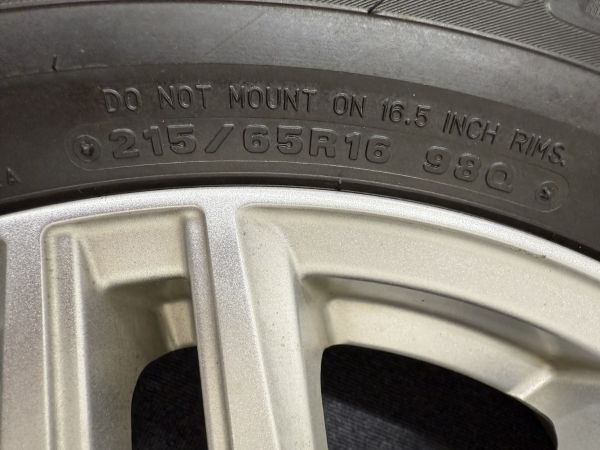 DO NOT MOUNT ON 16.5 INCH RIMS.
215/65R16 98Q